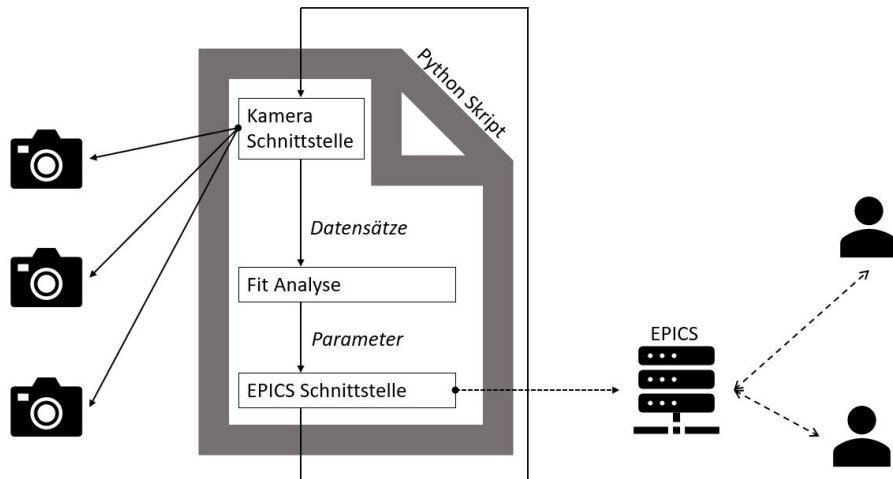 Python Skript
Kamera
Schnittstelle
Datensätze
Fit Analyse
Parameter
EPICS Schnittstelle
EPICS